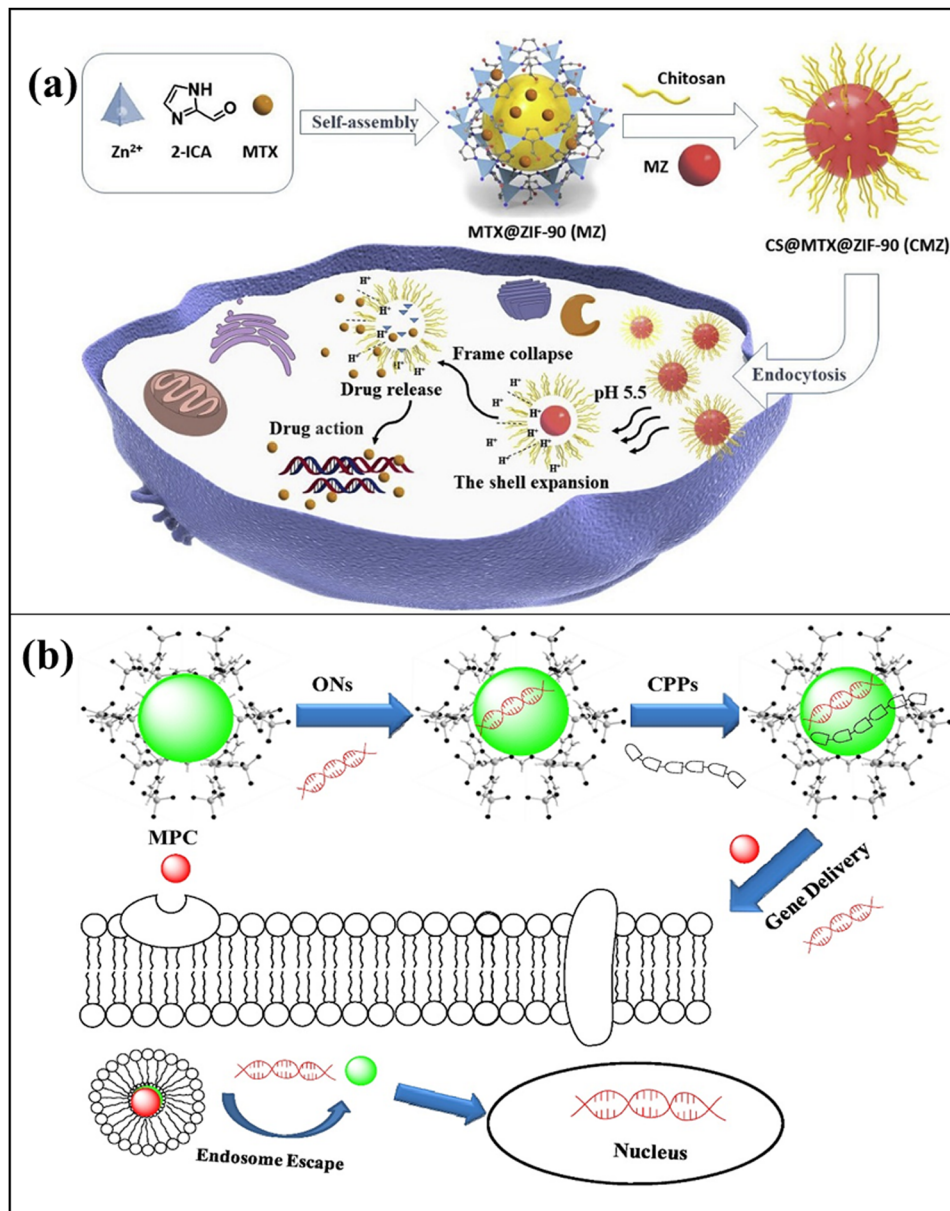 (a)
NH
N
O
Zn²⁺
2-ICA
MTX
Self-assembly
MTX@ZIF-90 (MZ)
Chitosan
MZ
CS@MTX@ZIF-90 (CMZ)
Endocytosis
H⁺
H⁺
H⁺
H⁺
H⁺
H⁺
Drug release
Frame collapse
pH 5.5
H⁺
H⁺
H⁺
H⁺
H⁺
H⁺
H⁺
H⁺
H⁺
The shell expansion
Drug action
(b)
ONs
CPPs
MPC
Gene Delivery
Endosome Escape
Nucleus